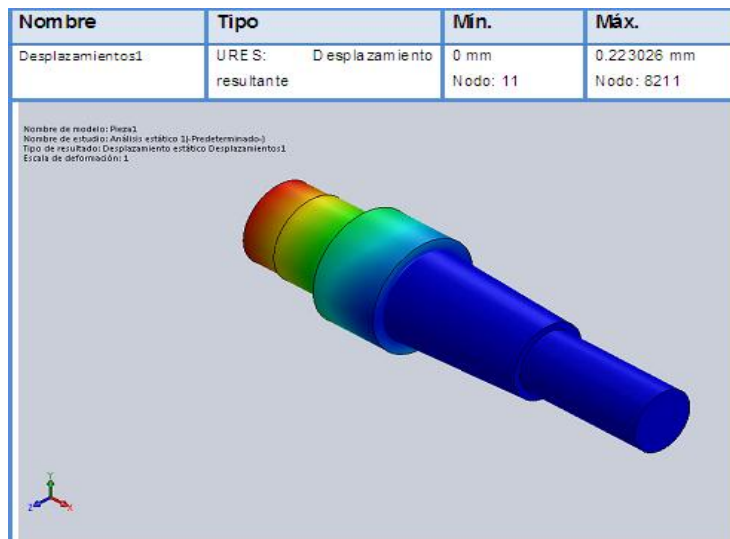 Nombre Tipo Mín. Máx.
Desplazamientos1 URES: Desplazamiento 0 mm 0.223026 mm
resultante Nodo: 11 Nodo: 8211
Nombre de modelo: Pieza1
Nombre de estudio: Análisis estático 1(-Predeterminado-)
Tipo de resultado: Desplazamiento estático Desplazamientos1
Escala de deformación: 1
Y
Z X